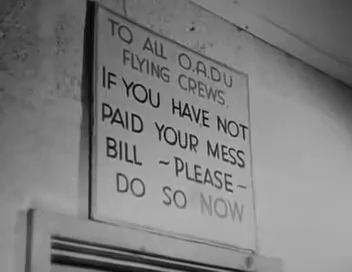 TO ALL O.A.D.U
FLYING CREWS.
IF YOU HAVE NOT
PAID YOUR MESS
BILL ~ PLEASE ~
DO SO NOW